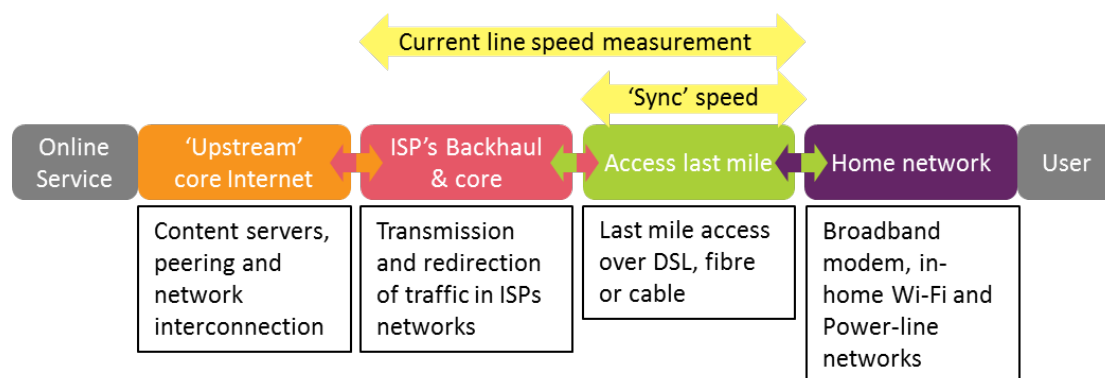 Current line speed measurement
'Sync' speed
Online
Service
'Upstream'
core Internet
ISP's Backhaul
& core
Access last mile
Home network
User
Content servers,
peering and
network
interconnection
Transmission
and redirection
of traffic in ISPs
networks
Last mile access
over DSL, fibre
or cable
Broadband
modem, in-
home Wi-Fi and
Power-line
networks